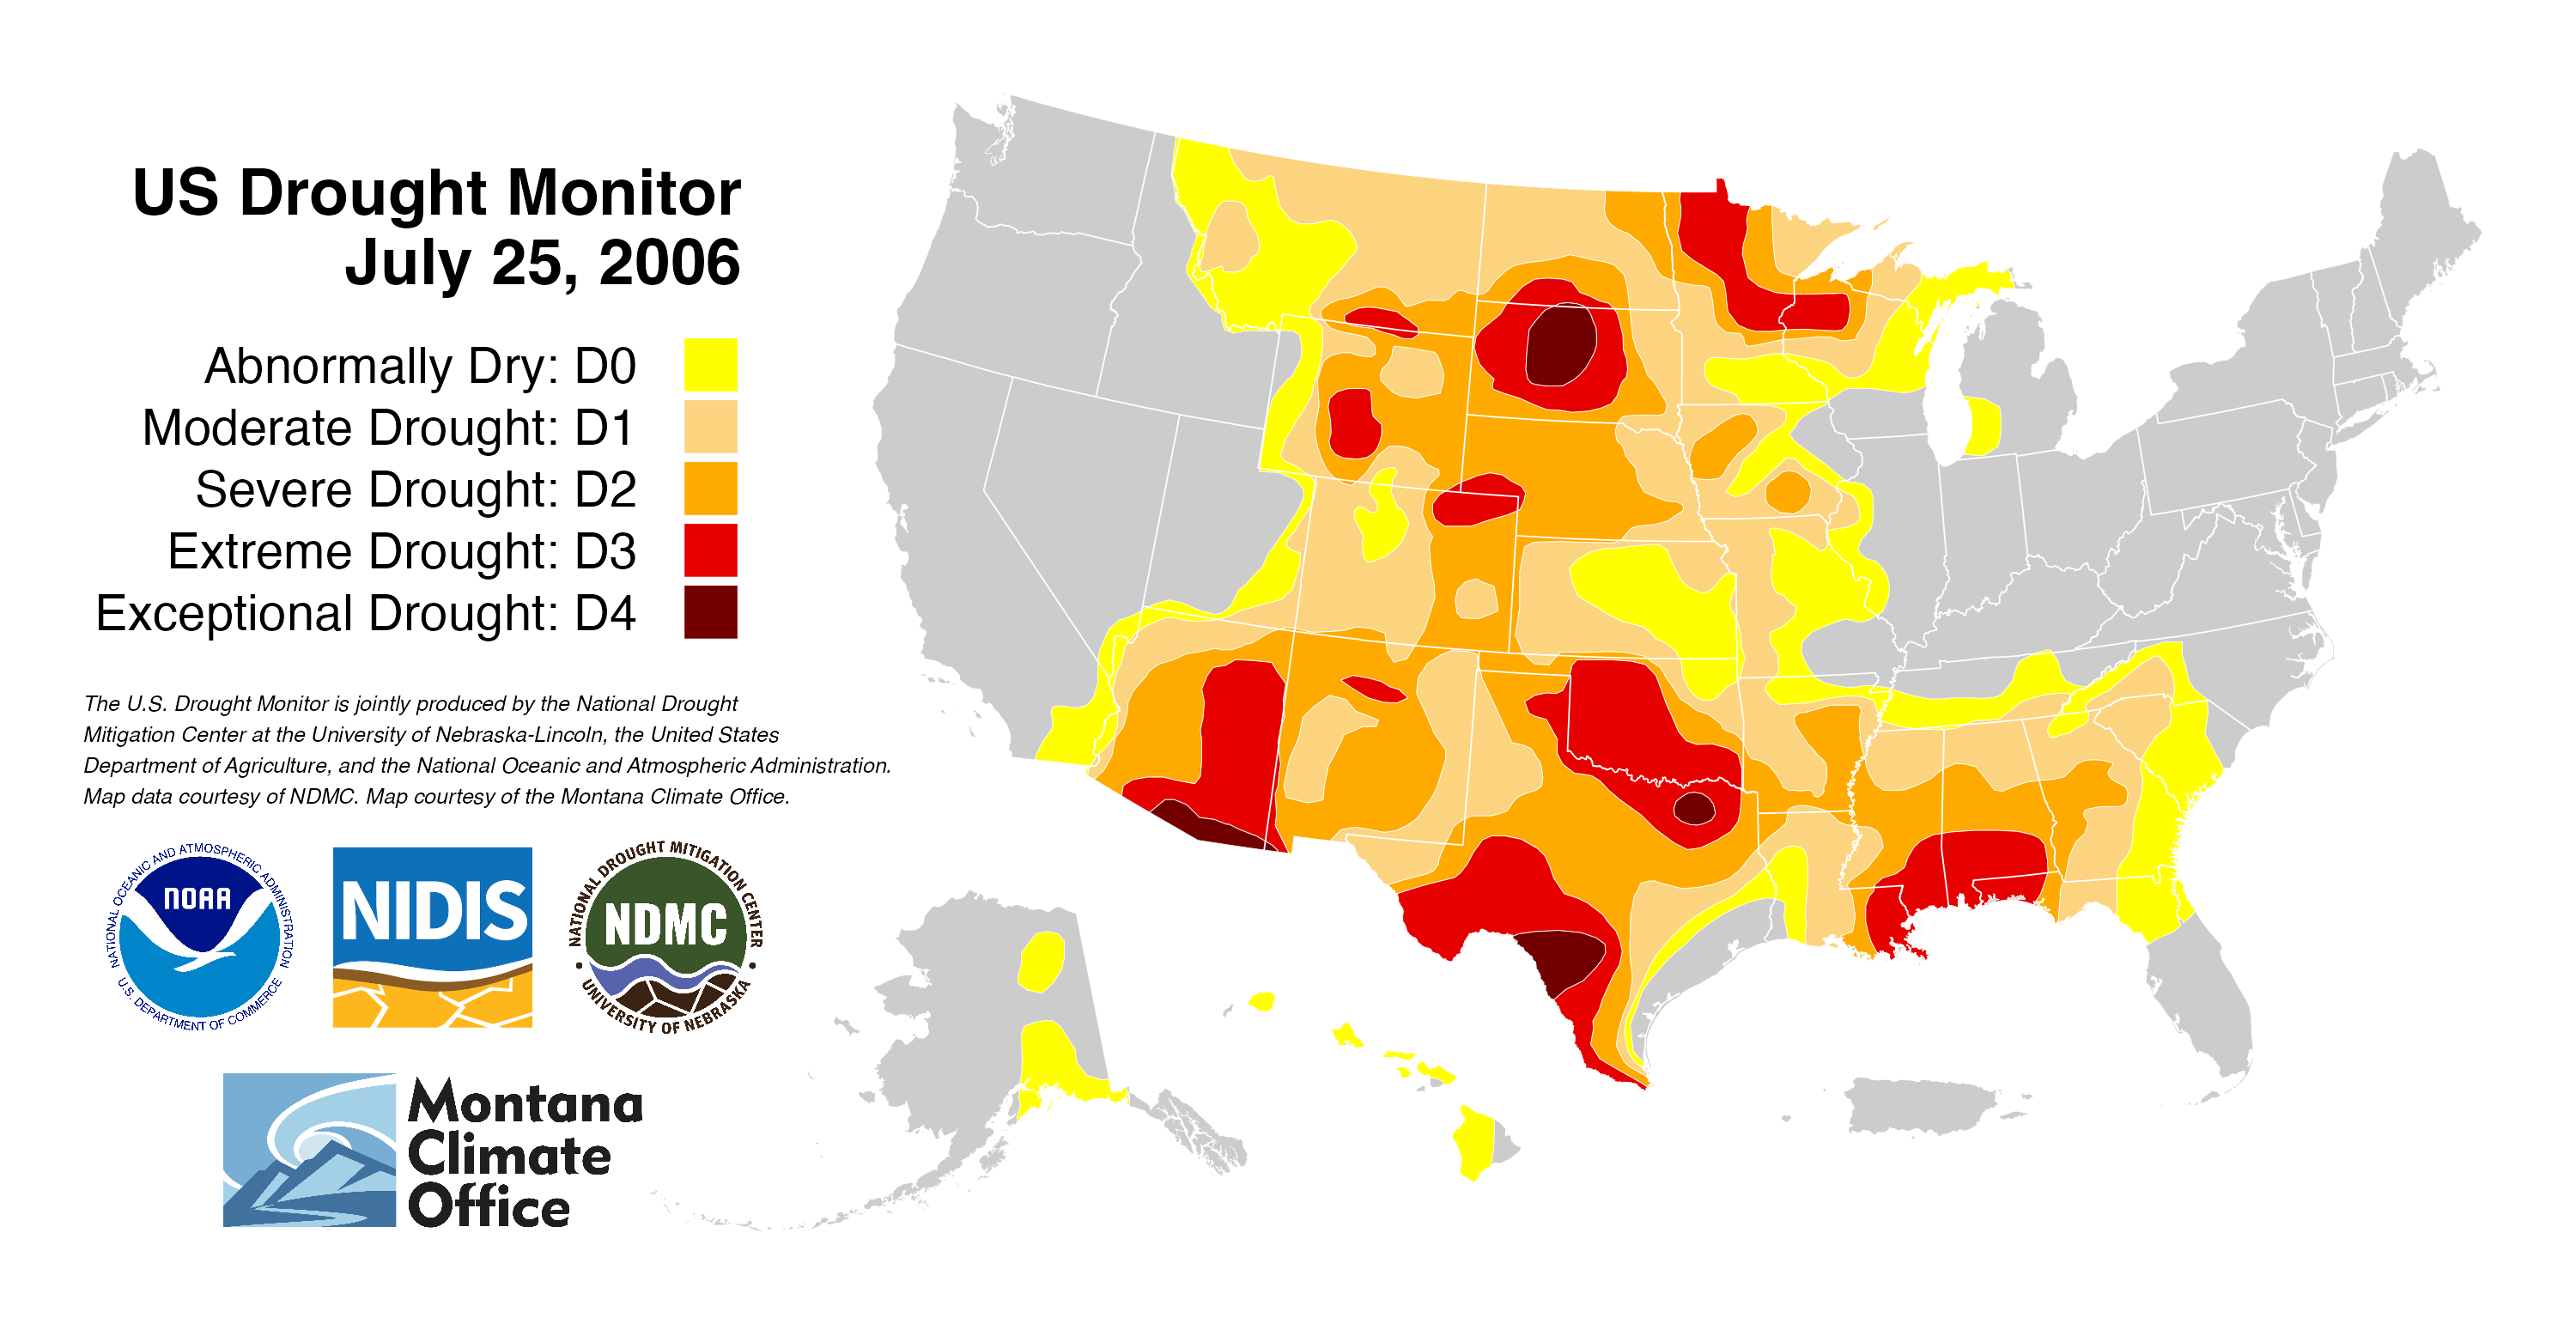 US Drought Monitor
July 25, 2006
Abnormally Dry: D0
Moderate Drought: D1
Severe Drought: D2
Extreme Drought: D3
Exceptional Drought: D4
The U.S. Drought Monitor is jointly produced by the National Drought
Mitigation Center at the University of Nebraska-Lincoln, the United States
Department of Agriculture, and the National Oceanic and Atmospheric Administration.
Map data courtesy of NDMC. Map courtesy of the Montana Climate Office.
NATIONAL OCEANIC AND ATMOSPHERIC ADMINISTRATION
NOAA
U.S. DEPARTMENT OF COMMERCE
NIDIS
NATIONAL DROUGHT MITIGATION CENTER
NDMC
UNIVERSITY OF NEBRASKA
Montana
Climate
Office